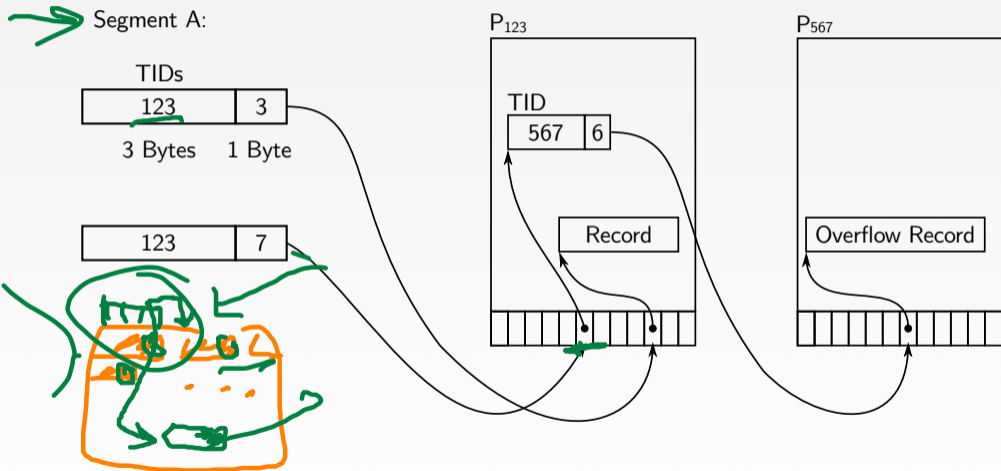 Segment A:
P123
P567
TIDs
123 3
3 Bytes 1 Byte
TID
567 6
123 7
Record
Overflow Record